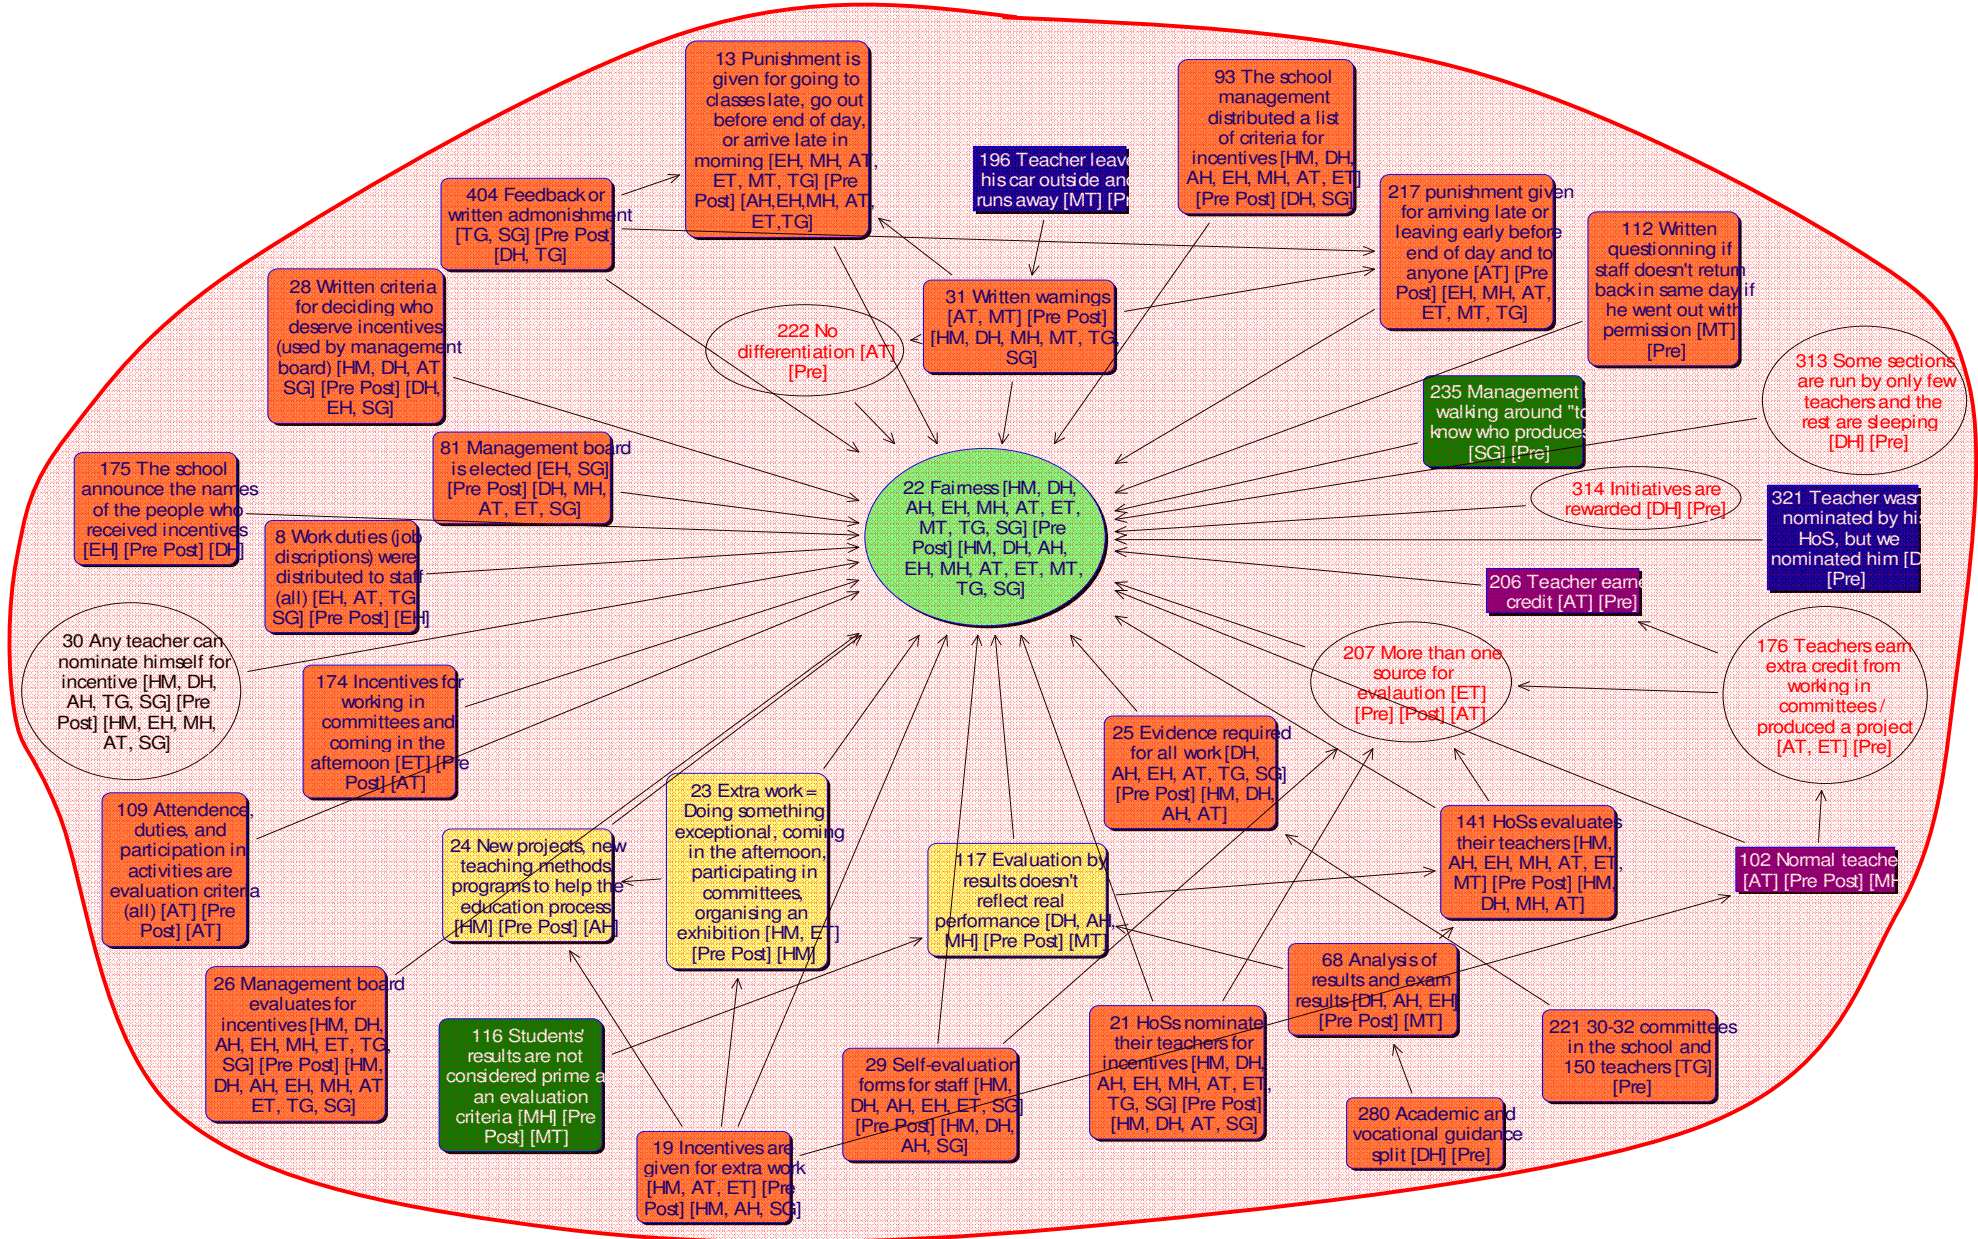 13 Punishment is
given for going to
classes late, go out
before end of day,
or arrive late in
morning [EH, MH, AT,
ET, MT, TG] [Pre
Post] [AH,EH,MH, AT,
ET,TG]
93 The school
management
distributed a list
of criteria for
incentives [HM, DH,
AH, EH, MH, AT, ET]
[Pre Post] [DH, SG]
196 Teacher leav
his car outside and
runs away [MT] [P
404 Feedback or
written admonishment
[TG, SG] [Pre Post]
[DH, TG]
217 punishment given
for arriving late or
leaving early before
end of day and to
anyone [AT] [Pre
Post] [EH, MH, AT,
ET, MT, TG]
112 Written
questionning if
staff doesn't return
back in same day if
he went out with
permission [MT]
[Pre]
28 Written criteria
for deciding who
deserve incentives
(used by management
board) [HM, DH, AT
SG] [Pre Post] [DH,
EH, SG]
31 Written warnings
[AT, MT] [Pre Post]
[HM, DH, MH, MT, TG,
SG]
222 No
differentiation [AT]
[Pre]
313 Some sections
are run by only few
teachers and the
rest are sleeping
[DH] [Pre]
235 Management
walking around "to
know who produces
[SG] [Pre]
81 Management board
is elected [EH, SG]
[Pre Post] [DH, MH,
AT, ET, SG]
175 The school
announce the names
of the people who
received incentives
[EH] [Pre Post] [DH]
22 Fairness [HM, DH,
AH, EH, MH, AT, ET,
MT, TG, SG] [Pre
Post] [HM, DH, AH,
EH, MH, AT, ET, MT,
TG, SG]
314 Initiatives are
rewarded [DH] [Pre]
321 Teacher wasn
nominated by his
HoS, but we
nominated him [D
[Pre]
8 Work duties (job
discriptions) were
distributed to staff
(all) [EH, AT, TG,
SG] [Pre Post] [EH]
206 Teacher earne
credit [AT] [Pre]
30 Any teacher can
nominate himself for
incentive [HM, DH,
AH, TG, SG] [Pre
Post] [HM, EH, MH,
AT, SG]
174 Incentives for
working in
committees and
coming in the
afternoon [ET] [Pre
Post] [AT]
207 More than one
source for
evalaution [ET]
[Pre] [Post] [AT]
176 Teachers earn
extra credit from
working in
committees /
produced a project
[AT, ET] [Pre]
25 Evidence required
for all work [DH,
AH, EH, AT, TG, SG]
[Pre Post] [HM, DH,
AH, AT]
109 Attendence,
duties, and
participation in
activities are
evaluation criteria
(all) [AT] [Pre
Post] [AT]
23 Extra work =
Doing something
exceptional, coming
in the afternoon,
participating in
committees,
organising an
exhibition [HM, ET]
[Pre Post] [HM]
24 New projects, new
teaching methods,
programs to help the
education process
[HM] [Pre Post] [AH]
117 Evaluation by
results doesn't
reflect real
performance [DH, AH,
MH] [Pre Post] [MT]
141 HoSs evaluates
their teachers [HM,
AH, EH, MH, AT, ET,
MT] [Pre Post] [HM,
DH, MH, AT]
102 Normal teache
[AT] [Pre Post] [MH
26 Management board
evaluates for
incentives [HM, DH,
AH, EH, MH, ET, TG,
SG] [Pre Post] [HM,
DH, AH, EH, MH, AT
ET, TG, SG]
68 Analysis of
results and exam
results [DH, AH, EH]
[Pre Post] [MT]
116 Students'
results are not
considered prime a
an evaluation
criteria [MH] [Pre
Post] [MT]
29 Self-evaluation
forms for staff [HM,
DH, AH, EH, ET, SG]
[Pre Post] [HM, DH,
AH, SG]
21 HoSs nominate
their teachers for
incentives [HM, DH,
AH, EH, MH, AT, ET,
TG, SG] [Pre Post]
[HM, DH, AT, SG]
221 30-32 committees
in the school and
150 teachers [TG]
[Pre]
280 Academic and
vocational guidance
split [DH] [Pre]
19 Incentives are
given for extra work
[HM, AT, ET] [Pre
Post] [HM, AH, SG]